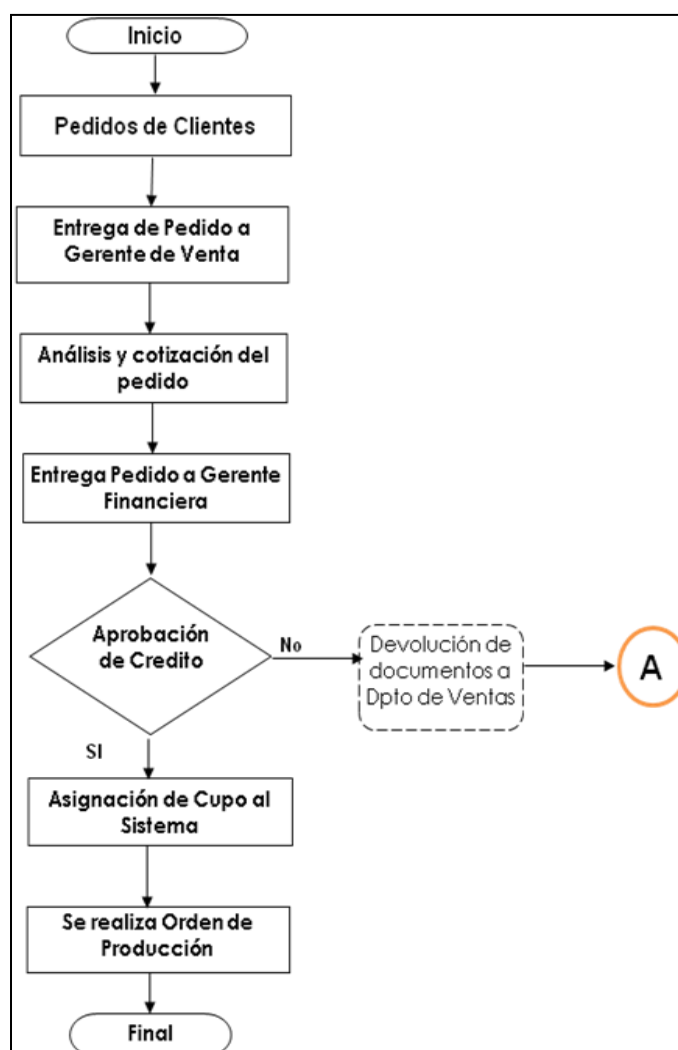 Inicio
Pedidos de Clientes
Entrega de Pedido a
Gerente de Venta
Análisis y cotización del
pedido
Entrega Pedido a Gerente
Financiera
Aprobación
de Credito
No
Devolución de
documentos a
Dpto de Ventas
A
SI
Asignación de Cupo al
Sistema
Se realiza Orden de
Producción
Final